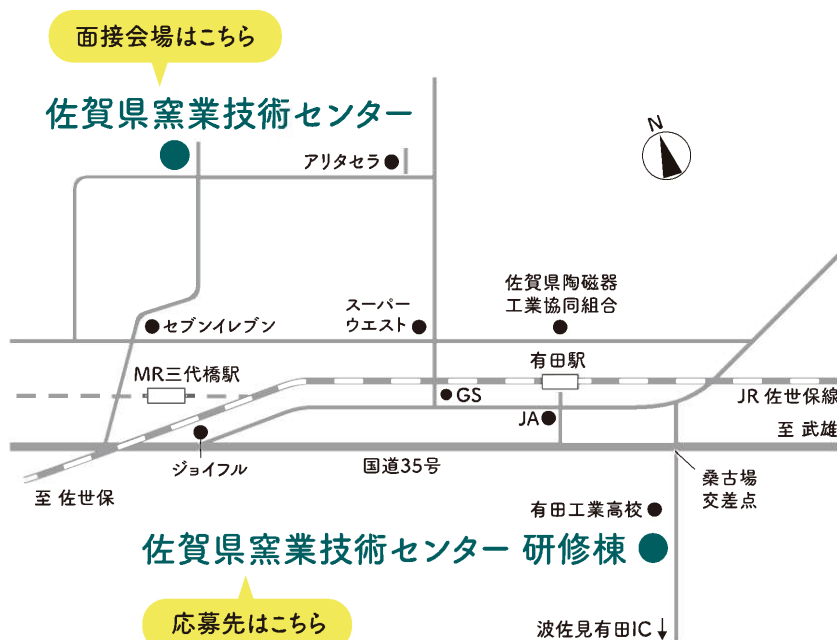 面接会場はこちら
佐賀県窯業技術センター
N
アリタセラ
佐賀県陶磁器
工業協同組合
スーパー
ウエスト
セブンイレブン
有田駅
MR三代橋駅
GS
JR 佐世保線
JA
至 武雄
国道35号
ジョイフル
桑古場
交差点
至 佐世保
有田工業高校
佐賀県窯業技術センター 研修棟
応募先はこちら
波佐見有田IC↓